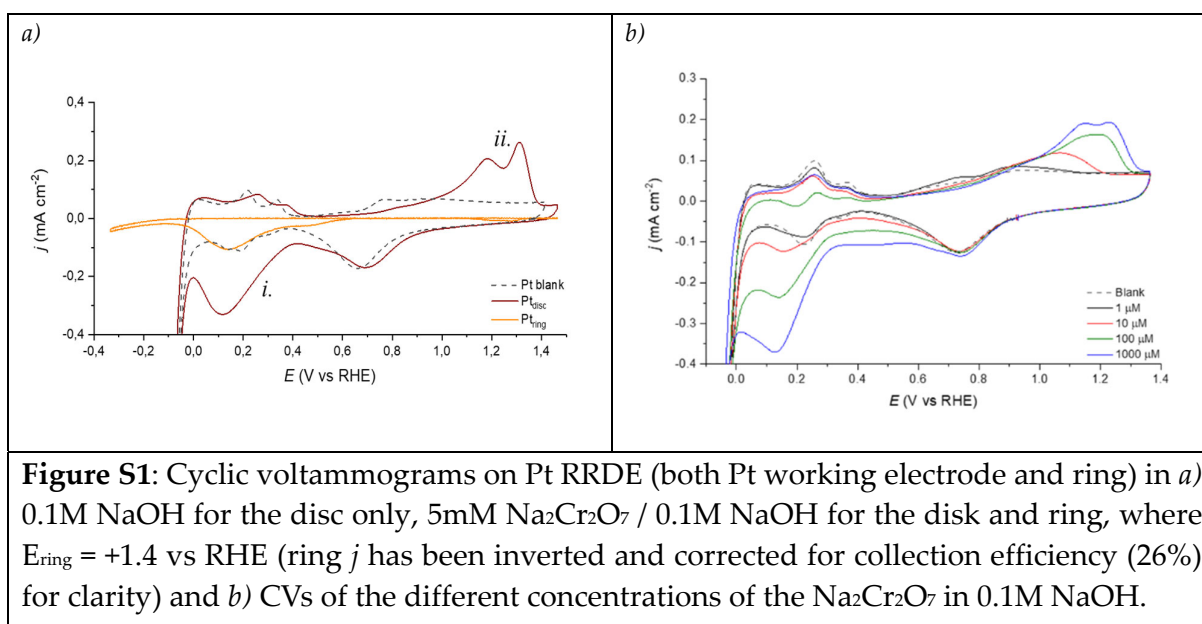 a)
0,4
0,2
0,0
-0,2
-0,4
j (mA cm⁻²)
ii.
i.
Pt blank
Pt_disc
Pt_ring
-0,4 -0,2 0,0 0,2 0,4 0,6 0,8 1,0 1,2 1,4
E (V vs RHE)
b)
0.3
0.2
0.1
0.0
-0.1
-0.2
-0.3
-0.4
j (mA cm⁻²)
Blank
1 μM
10 μM
100 μM
1000 μM
0.0 0.2 0.4 0.6 0.8 1.0 1.2 1.4
E (V vs RHE)
Figure S1: Cyclic voltammograms on Pt RRDE (both Pt working electrode and ring) in a)
0.1M NaOH for the disc only, 5mM Na₂Cr₂O₇ / 0.1M NaOH for the disk and ring, where
E_ring = +1.4 vs RHE (ring j has been inverted and corrected for collection efficiency (26%)
for clarity) and b) CVs of the different concentrations of the Na₂Cr₂O₇ in 0.1M NaOH.